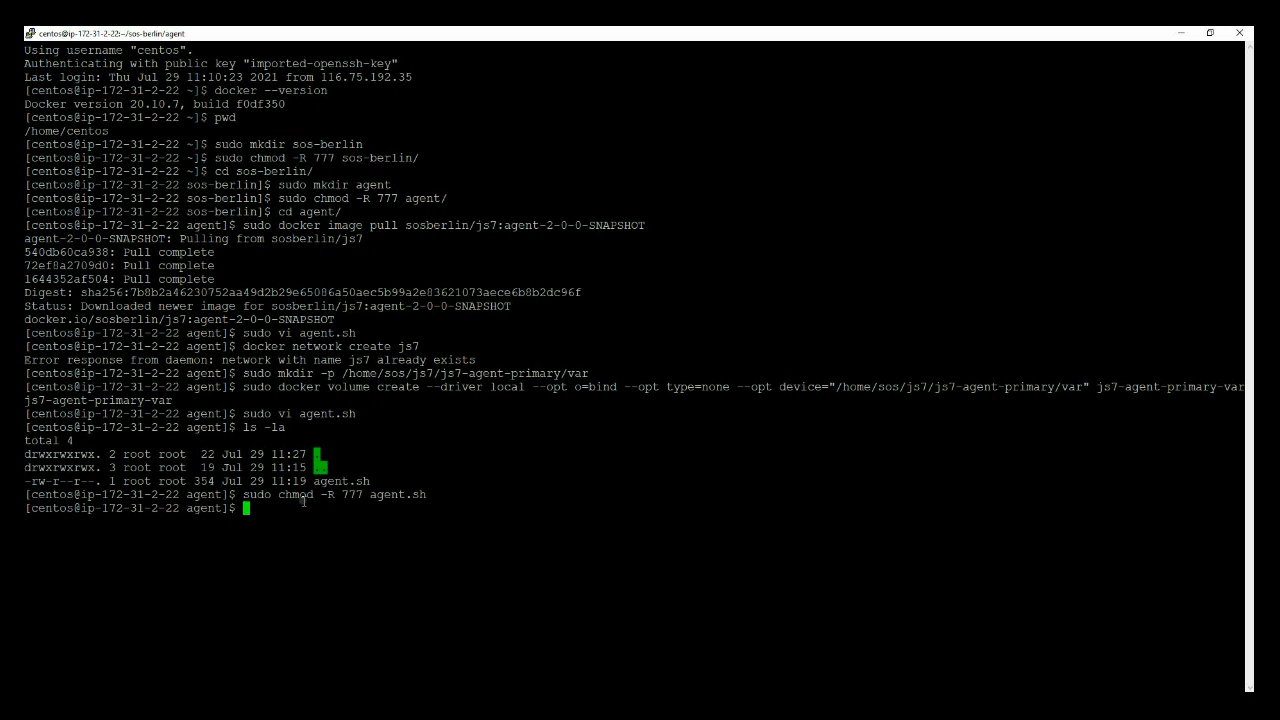 centos@ip-172-31-2-22:~/sos-berlin/agent
Using username "centos".
Authenticating with public key "imported-openssh-key"
Last login: Thu Jul 29 11:10:23 2021 from 116.75.192.35
[centos@ip-172-31-2-22 ~]$ docker --version
Docker version 20.10.7, build f0df350
[centos@ip-172-31-2-22 ~]$ pwd
/home/centos
[centos@ip-172-31-2-22 ~]$ sudo mkdir sos-berlin
[centos@ip-172-31-2-22 ~]$ sudo chmod -R 777 sos-berlin/
[centos@ip-172-31-2-22 ~]$ cd sos-berlin/
[centos@ip-172-31-2-22 sos-berlin]$ sudo mkdir agent
[centos@ip-172-31-2-22 sos-berlin]$ sudo chmod -R 777 agent/
[centos@ip-172-31-2-22 sos-berlin]$ cd agent/
[centos@ip-172-31-2-22 agent]$ sudo docker image pull sosberlin/js7:agent-2-0-0-SNAPSHOT
agent-2-0-0-SNAPSHOT: Pulling from sosberlin/js7
540db60ca938: Pull complete
72ef8a2709d0: Pull complete
1644352af504: Pull complete
Digest: sha256:7b8b2a46230752aa49d2b29e65086a50aec5b99a2e83621073aece6b8b2dc96f
Status: Downloaded newer image for sosberlin/js7:agent-2-0-0-SNAPSHOT
docker.io/sosberlin/js7:agent-2-0-0-SNAPSHOT
[centos@ip-172-31-2-22 agent]$ sudo vi agent.sh
[centos@ip-172-31-2-22 agent]$ docker network create js7
Error response from daemon: network with name js7 already exists
[centos@ip-172-31-2-22 agent]$ sudo mkdir -p /home/sos/js7/js7-agent-primary/var
[centos@ip-172-31-2-22 agent]$ sudo docker volume create --driver local --opt o=bind --opt type=none --opt device="/home/sos/js7/js7-agent-primary/var" js7-agent-primary-var
js7-agent-primary-var
[centos@ip-172-31-2-22 agent]$ sudo vi agent.sh
[centos@ip-172-31-2-22 agent]$ ls -la
total 4
drwxrwxrwx. 2 root root  22 Jul 29 11:27 .
drwxrwxrwx. 3 root root  19 Jul 29 11:15 ..
-rw-r--r--. 1 root root 354 Jul 29 11:19 agent.sh
[centos@ip-172-31-2-22 agent]$ sudo chmod -R 777 agent.sh
[centos@ip-172-31-2-22 agent]$